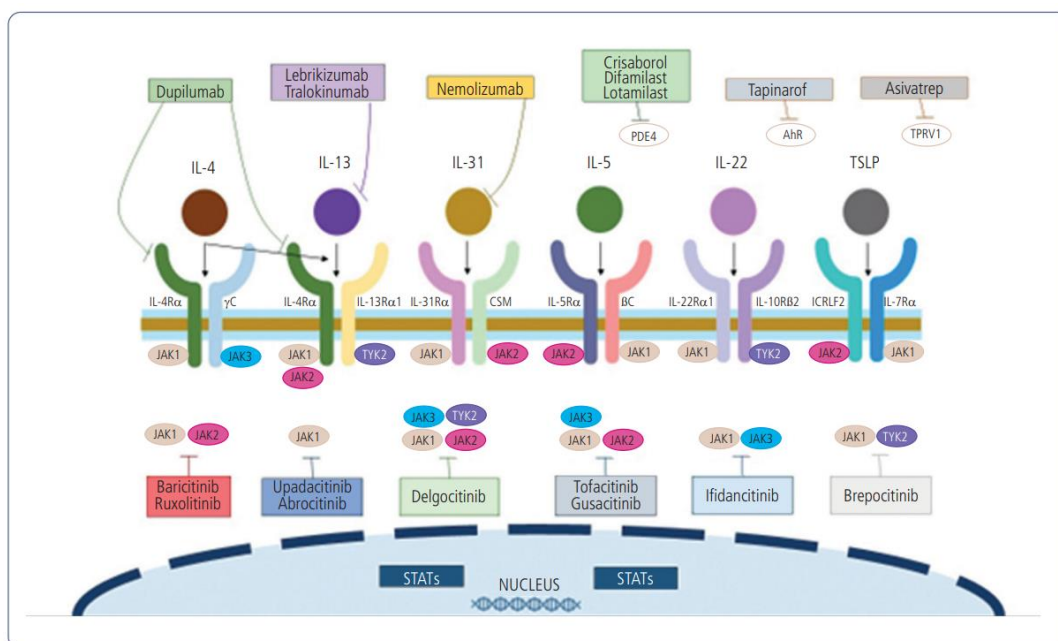 Dupilumab
Lebrikizumab
Tralokinumab
Nemolizumab
Crisaborol
Difamilast
Lotamilast
Tapinarof
Asivatrep
PDE4
AhR
TPRV1
IL-4
IL-13
IL-31
IL-5
IL-22
TSLP
IL-4Rα
γC
IL-4Rα
IL-13Rα1
IL-31Rα
CSM
IL-5Rα
ßC
IL-22Rα1
IL-10Rß2
ICRLF2
IL-7Rα
JAK1
JAK3
JAK1
JAK2
TYK2
JAK1
JAK2
JAK2
JAK1
JAK1
TYK2
JAK2
JAK1
JAK1 JAK2
JAK1
JAK3 TYK2
JAK1 JAK2
JAK3
JAK1 JAK2
JAK1 JAK3
JAK1 TYK2
Baricitinib
Ruxolitinib
Upadacitinib
Abrocitinib
Delgocitinib
Tofacitinib
Gusacitinib
Ifidancitinib
Brepocitinib
STATs
NUCLEUS
STATs